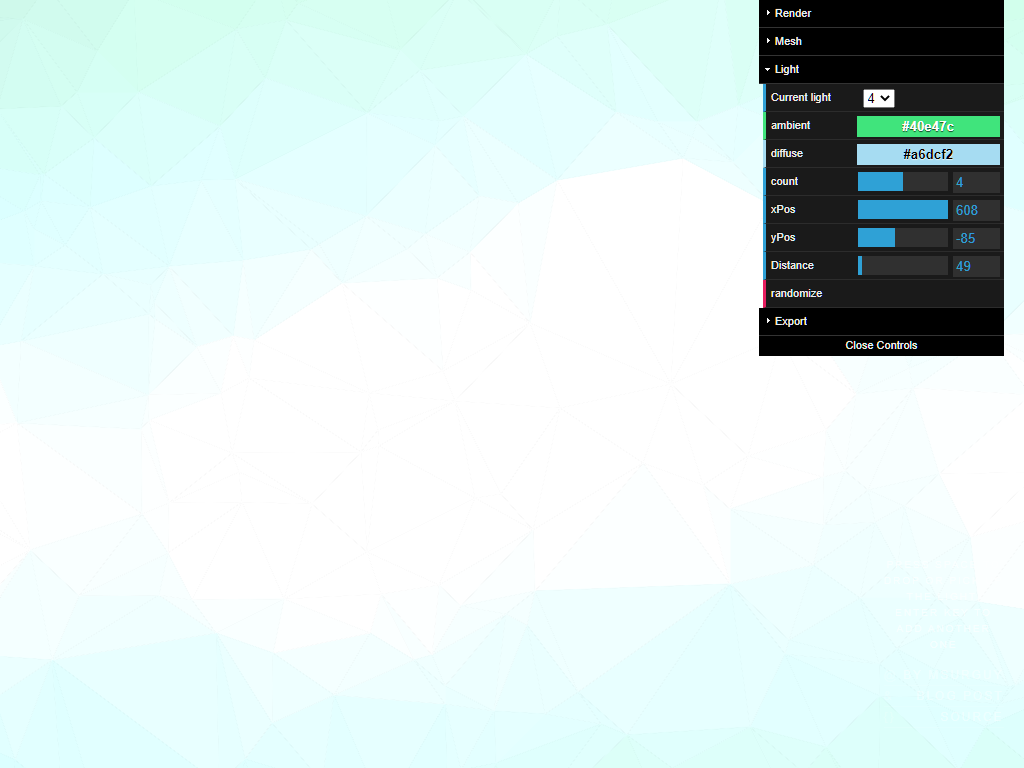 Render
Mesh
Light
Current light 4
ambient #40e47c
diffuse #a6dcf2
count 4
xPos 608
yPos -85
Distance 49
randomize
Export
Close Controls